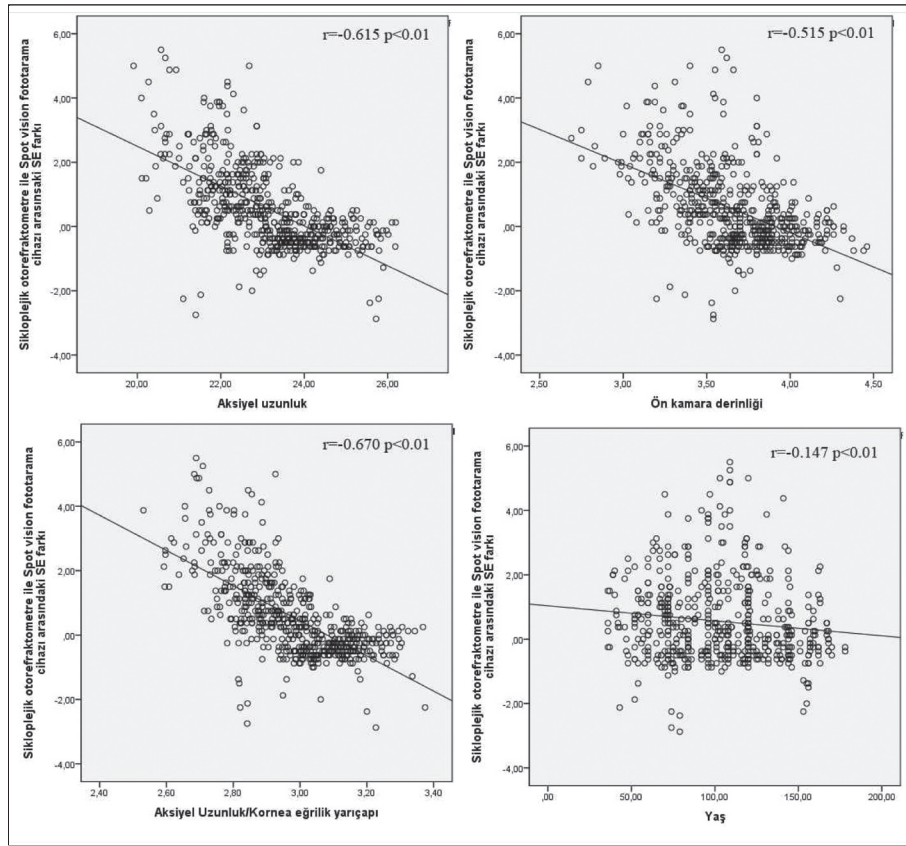 6,00
4,00
2,00
,00
-2,00
-4,00
Sikloplejik otorefraktometre ile Spot vision fototarama
cihazı arasınsaki SE farkı
r=-0.615 p<0.01
20,00 22,00 24,00 26,00
Aksiyel uzunluk
6,00
4,00
2,00
,00
-2,00
-4,00
Sikloplejik otorefraktometre ile Spot vision fototarama
cihazı arasındaki SE farkı
r=-0.515 p<0.01
2,50 3,00 3,50 4,00 4,50
Ön kamara derinliği
6,00
4,00
2,00
,00
-2,00
-4,00
Sikloplejik otorefraktometre ile Spot vision fototarama
cihazı arasındaki SE farkı
r=-0.670 p<0.01
2,40 2,60 2,80 3,00 3,20 3,40
Aksiyel Uzunluk/Kornea eğrilik yarıçapı
6,00
4,00
2,00
,00
-2,00
-4,00
Sikloplejik otorefraktometre ile Spot vision fototarama
cihazı arasındaki SE farkı
r=-0.147 p<0.01
,00 50,00 100,00 150,00 200,00
Yaş